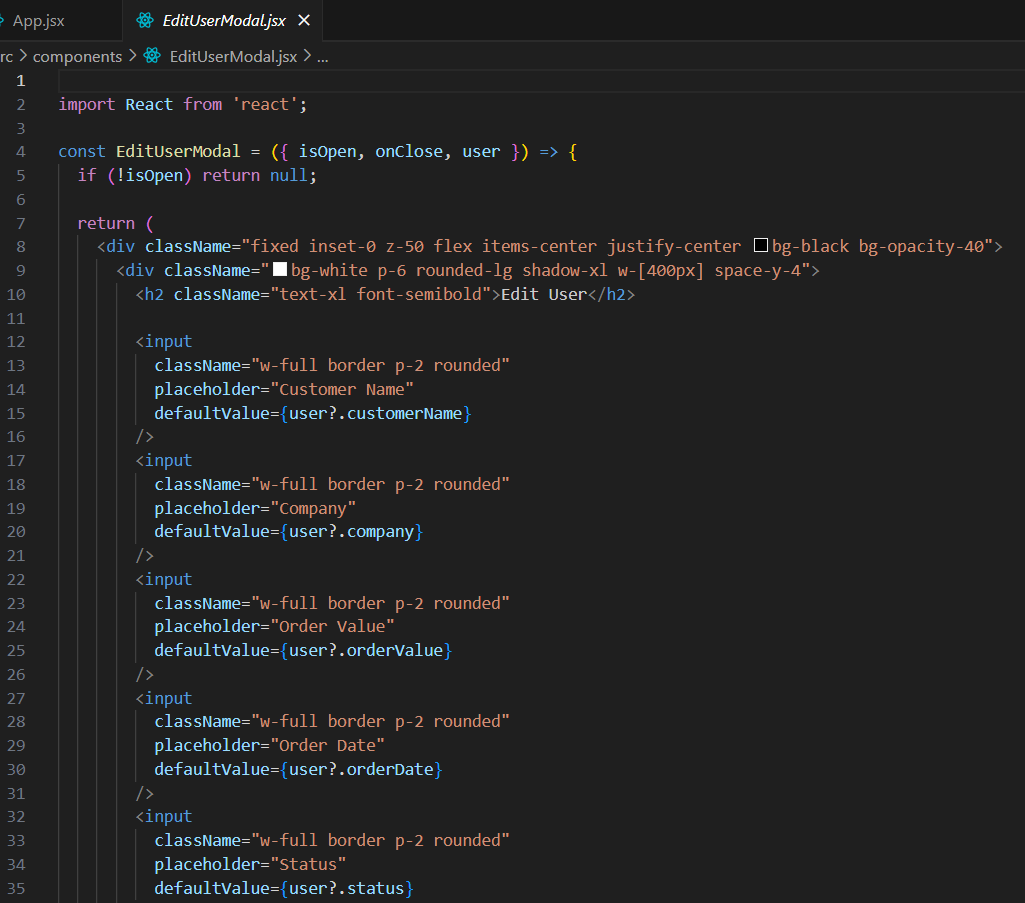 App.jsx
EditUserModal.jsx
rc > components > EditUserModal.jsx > ...
1
2 import React from 'react';
3
4 const EditUserModal = ({ isOpen, onClose, user }) => {
5 if (!isOpen) return null;
6
7 return (
8 <div className="fixed inset-0 z-50 flex items-center justify-center bg-black bg-opacity-40">
9 <div className="bg-white p-6 rounded-lg shadow-xl w-[400px] space-y-4">
10 <h2 className="text-xl font-semibold">Edit User</h2>
11
12 <input
13 className="w-full border p-2 rounded"
14 placeholder="Customer Name"
15 defaultValue={user?.customerName}
16 />
17 <input
18 className="w-full border p-2 rounded"
19 placeholder="Company"
20 defaultValue={user?.company}
21 />
22 <input
23 className="w-full border p-2 rounded"
24 placeholder="Order Value"
25 defaultValue={user?.orderValue}
26 />
27 <input
28 className="w-full border p-2 rounded"
29 placeholder="Order Date"
30 defaultValue={user?.orderDate}
31 />
32 <input
33 className="w-full border p-2 rounded"
34 placeholder="Status"
35 defaultValue={user?.status}